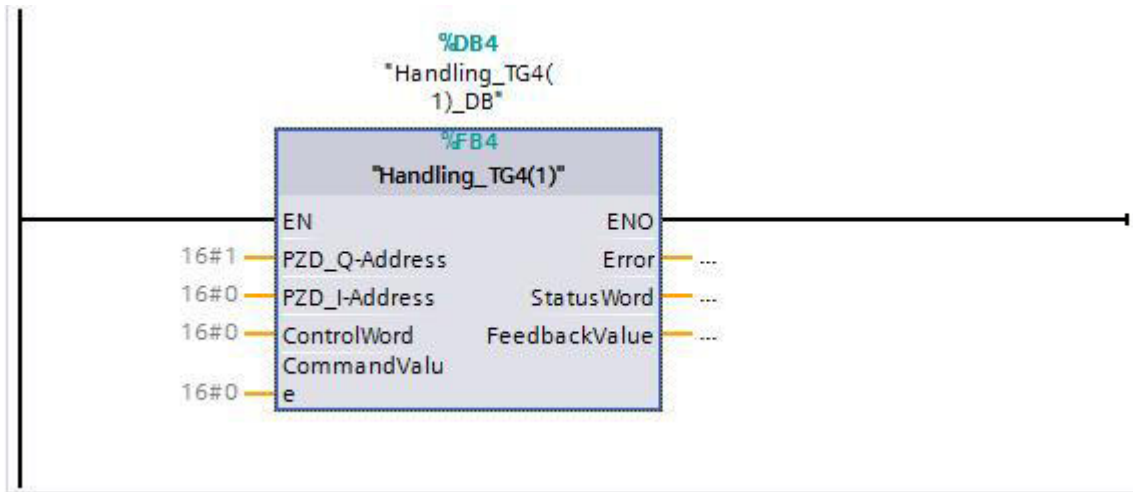 %DB4
"Handling_TG4(
1)_DB"
%FB4
"Handling_TG4(1)"
EN ENO
16#1 PZD_Q-Address Error ...
16#0 PZD_I-Address StatusWord ...
16#0 ControlWord FeedbackValue ...
CommandValu
16#0 e